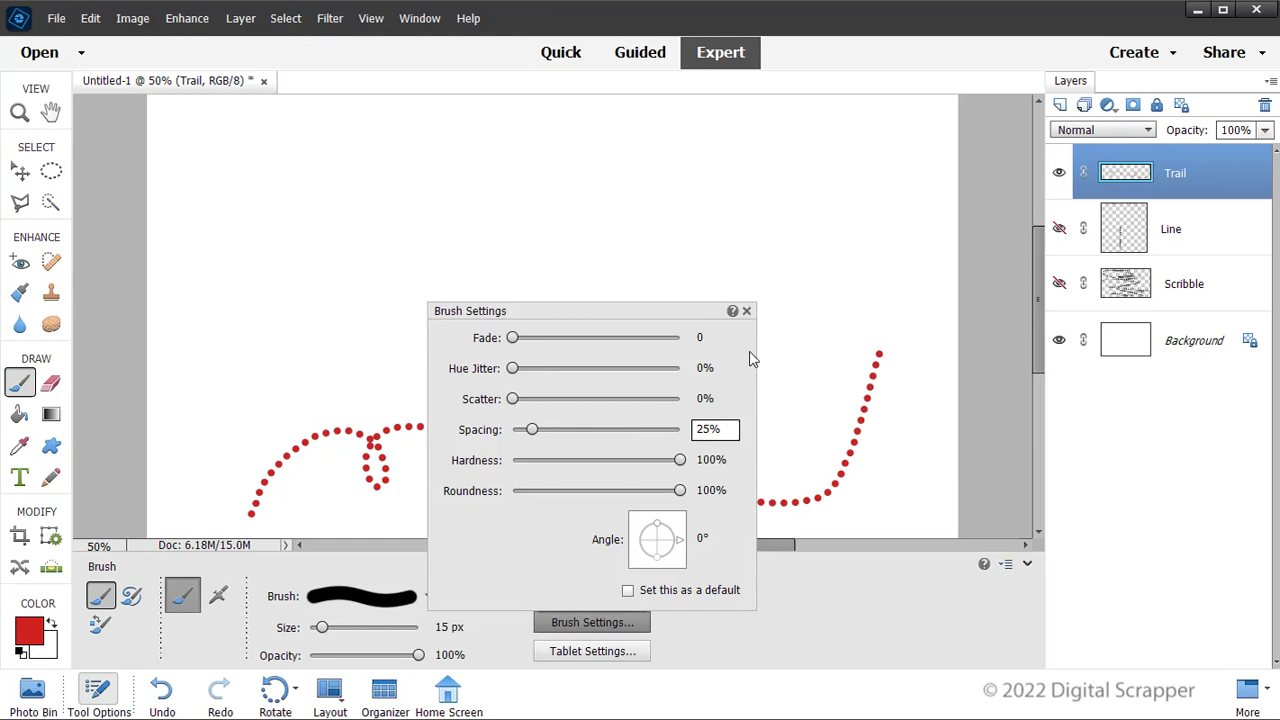 File Edit Image Enhance Layer Select Filter View Window Help
Open Quick Guided Expert Create Share
VIEW
Untitled-1 @ 50% (Trail, RGB/8) *
Layers
Normal Opacity: 100%
SELECT
Trail
Line
Scribble
Background
ENHANCE
DRAW
MODIFY
COLOR
Brush Settings
Fade: 0
Hue Jitter: 0%
Scatter: 0%
Spacing: 25%
Hardness: 100%
Roundness: 100%
Angle: 0°
Set this as a default
50% Doc: 6.18M/15.0M
Brush
Brush:
Size: 15 px
Opacity: 100%
Brush Settings...
Tablet Settings...
Photo Bin Tool Options Undo Redo Rotate Layout Organizer Home Screen More
© 2022 Digital Scrapper